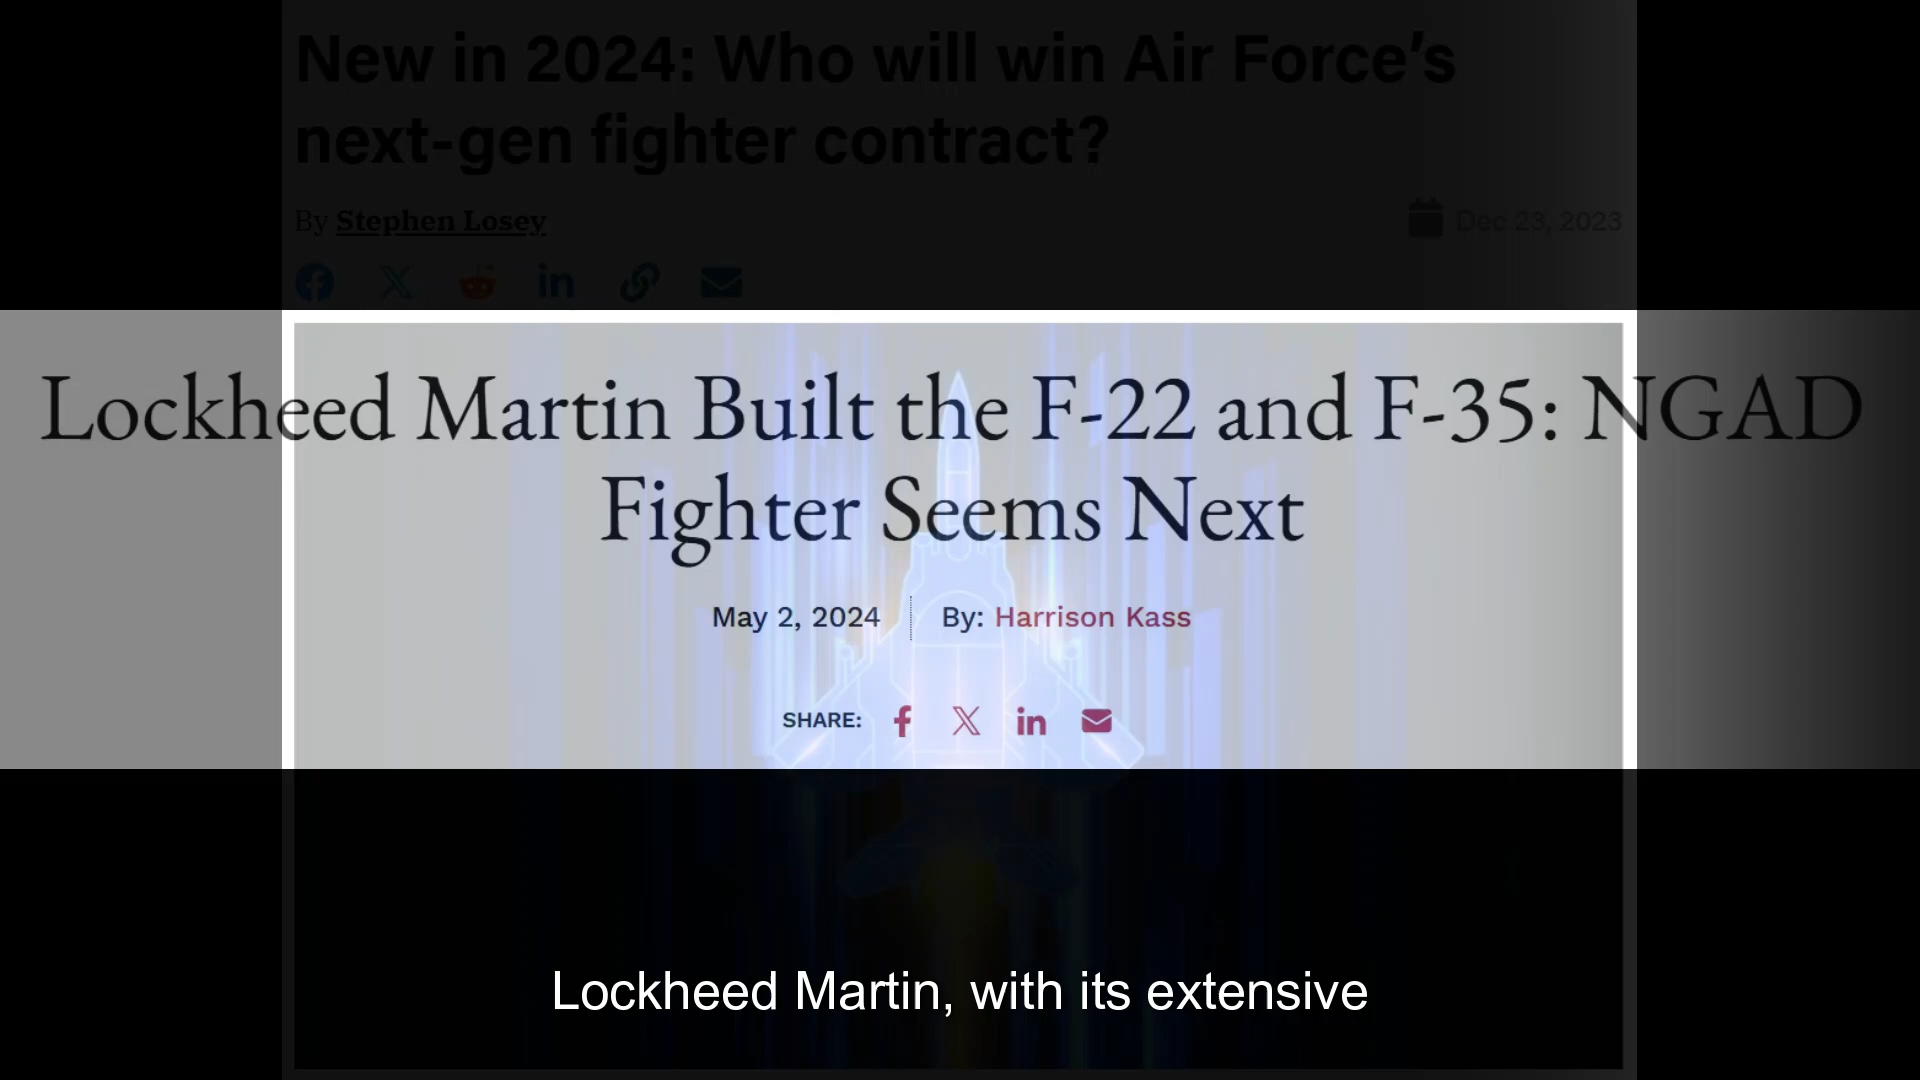 New in 2024: Who will win Air Force’s
next-gen fighter contract?
By Stephen Losey
Dec 23, 2023
Lockheed Martin Built the F-22 and F-35: NGAD
Fighter Seems Next
May 2, 2024 By: Harrison Kass
SHARE:
Lockheed Martin, with its extensive